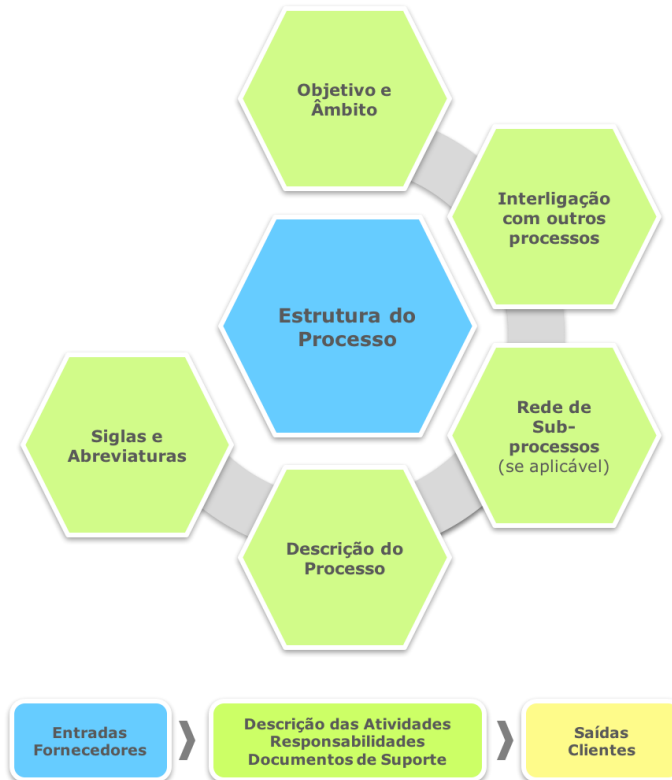 Objetivo e
Âmbito
Interligação
com outros
processos
Estrutura do
Processo
Rede de
Sub-
processos
(se aplicável)
Siglas e
Abreviaturas
Descrição do
Processo
Entradas
Fornecedores
Descrição das Atividades
Responsabilidades
Documentos de Suporte
Saídas
Clientes